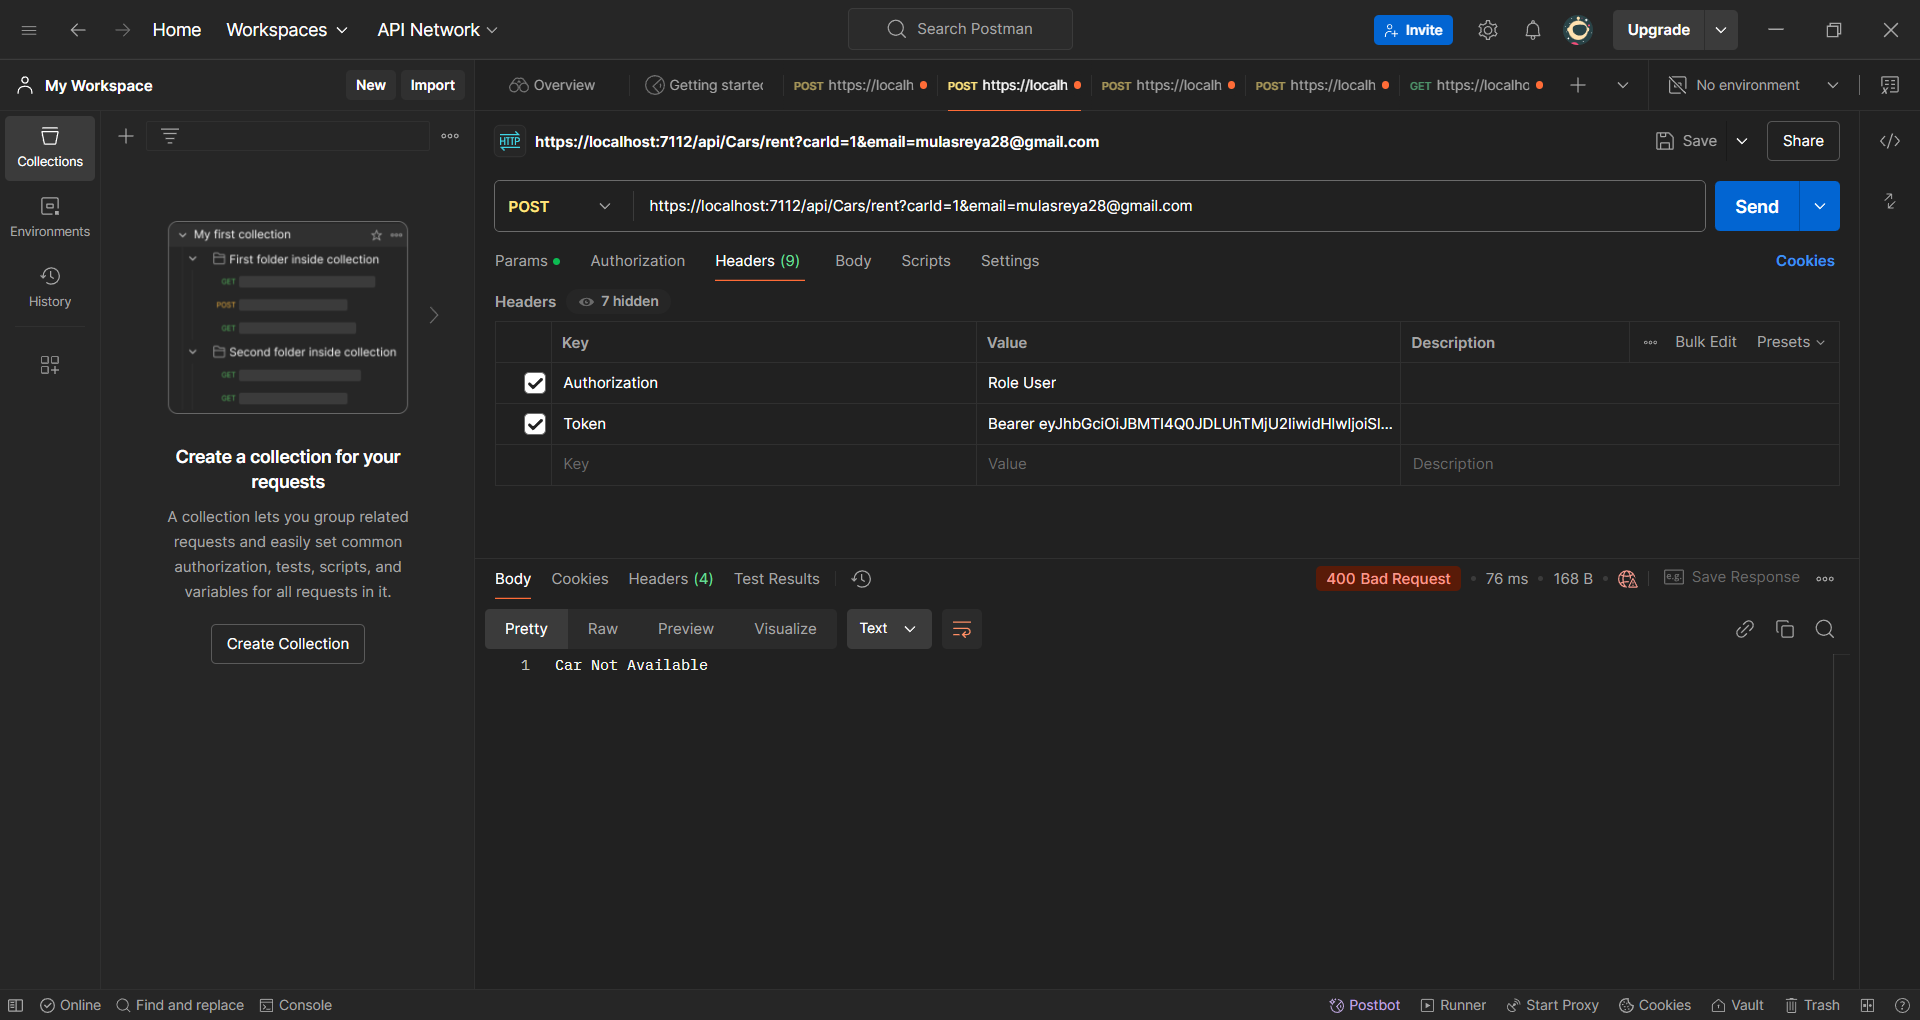 Home
Workspaces
API Network
Search Postman
Invite
Upgrade
My Workspace
New
Import
Overview
Getting started
POST https://localh
POST https://localh
POST https://localh
POST https://localh
GET https://localhc
No environment
Collections
Environments
History
My first collection
First folder inside collection
GET
POST
GET
Second folder inside collection
GET
GET
Create a collection for your
requests
A collection lets you group related
requests and easily set common
authorization, tests, scripts, and
variables for all requests in it.
Create Collection
HTTP
https://localhost:7112/api/Cars/rent?carId=1&email=mulasreya28@gmail.com
Save
Share
POST
https://localhost:7112/api/Cars/rent?carId=1&email=mulasreya28@gmail.com
Send
Params
Authorization
Headers (9)
Body
Scripts
Settings
Cookies
Headers
7 hidden
Key
Value
Description
Bulk Edit
Presets
Authorization
Role User
Token
Bearer eyJhbGciOiJBMTI4Q0JDLUhTMjU2IiwidHlwIjoiSl...
Key
Value
Description
Body
Cookies
Headers (4)
Test Results
400 Bad Request
76 ms
168 B
e.g.
Save Response
Pretty
Raw
Preview
Visualize
Text
1 Car Not Available
Online
Find and replace
Console
Postbot
Runner
Start Proxy
Cookies
Vault
Trash